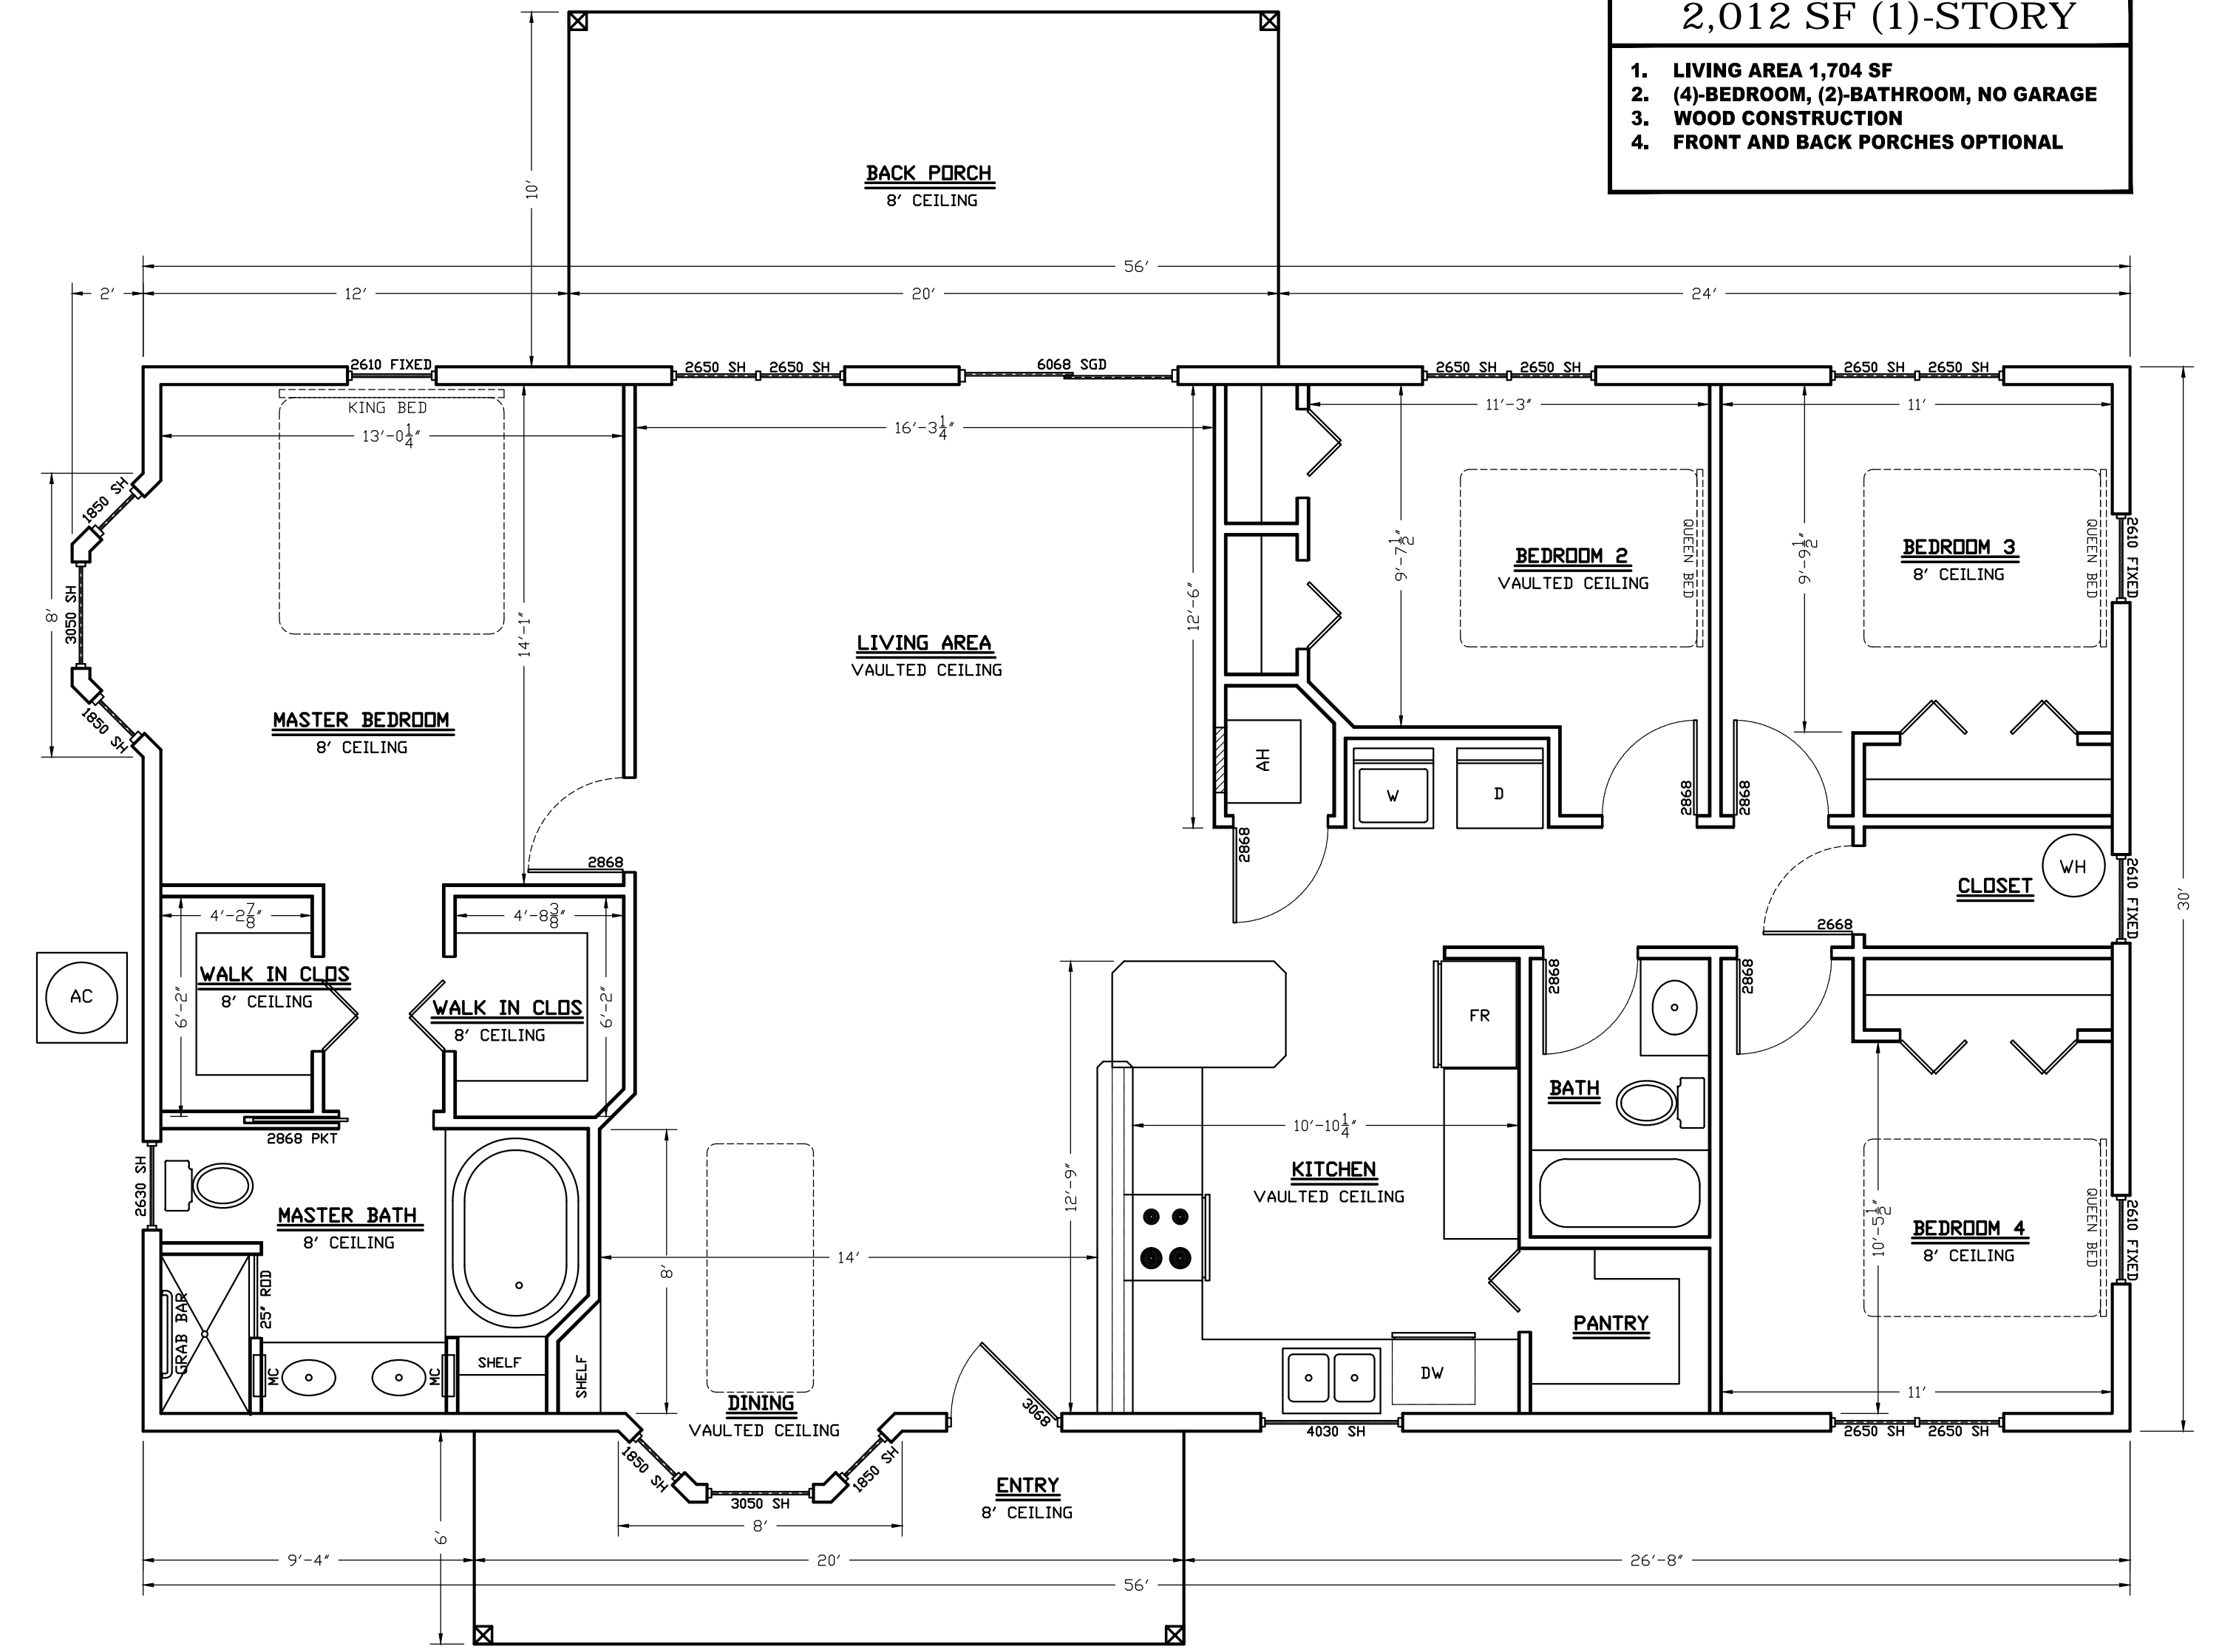 2,012 SF (1)-STORY
1. LIVING AREA 1,704 SF
2. (4)-BEDROOM, (2)-BATHROOM, NO GARAGE
3. WOOD CONSTRUCTION
4. FRONT AND BACK PORCHES OPTIONAL
10'
BACK PORCH
8' CEILING
56'
2'
12'
20'
24'
2610 FIXED
2650 SH
2650 SH
6068 SGD
2650 SH
2650 SH
2650 SH
2650 SH
KING BED
13'-0 1/4"
16'-3 1/4"
11'-3"
11'
1850 SH
8'
3050 SH
1850 SH
14'-1"
12'-6"
9'-7 1/2"
9'-9 1/2"
QUEEN BED
QUEEN BED
2610 FIXED
BEDROOM 2
VAULTED CEILING
BEDROOM 3
8' CEILING
LIVING AREA
VAULTED CEILING
MASTER BEDROOM
8' CEILING
AH
W
D
2868
2868
2868
2868
2668
CLOSET
WH
2610 FIXED
30'
4'-2 7/8"
4'-8 3/8"
AC
WALK IN CLOS
8' CEILING
WALK IN CLOS
8' CEILING
6'-2"
6'-2"
FR
2868
2868
2868 PKT
2630 SH
BATH
10'-10 1/4"
12'-9"
KITCHEN
VAULTED CEILING
MASTER BATH
8' CEILING
8'
14'
10'-5 1/2"
BEDROOM 4
8' CEILING
QUEEN BED
2610 FIXED
25" ROD
GRAB BAR
PANTRY
MC
MC
SHELF
SHELF
DW
11'
DINING
VAULTED CEILING
3068
4030 SH
2650 SH
2650 SH
1850 SH
3050 SH
1850 SH
ENTRY
8' CEILING
8'
6'
9'-4"
20'
26'-8"
56'